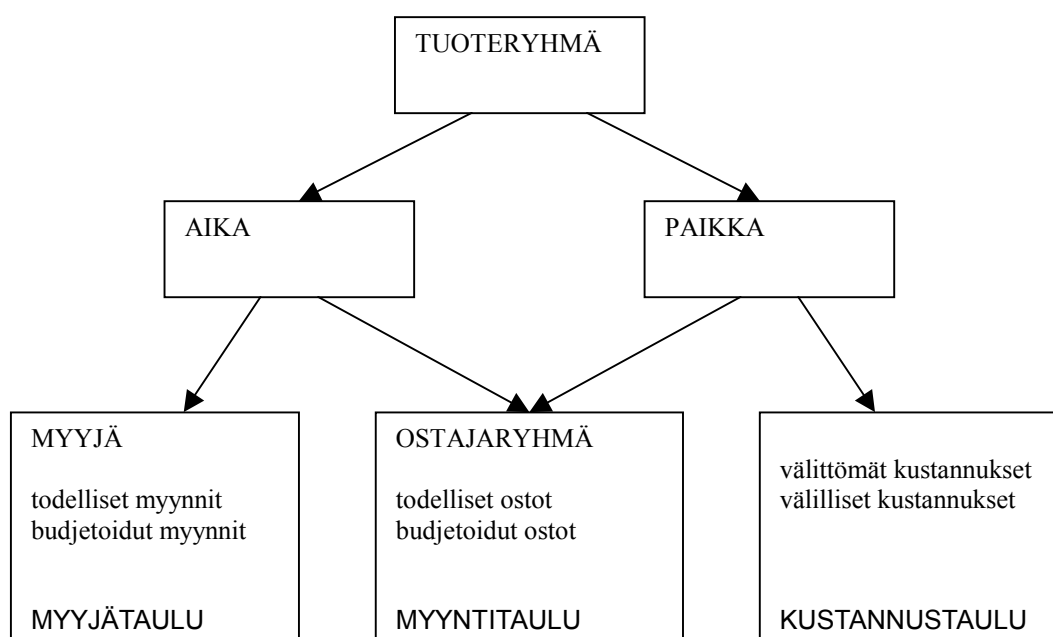 TUOTERYHMÄ
AIKA
PAIKKA
MYYJÄ
todelliset myynnit
budjetoidut myynnit
MYYJÄTAULU
OSTAJARYHMÄ
todelliset ostot
budjetoidut ostot
MYYNTITAULU
välittömät kustannukset
välilliset kustannukset
KUSTANNUSTAULU